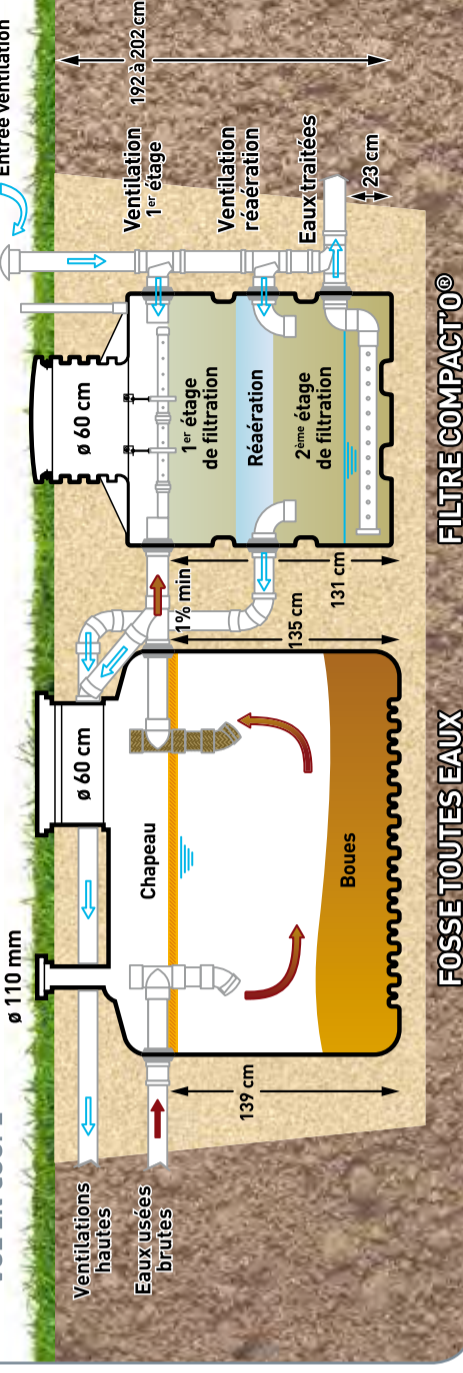 Entrée ventilation
ø 110 mm
192 à 202 cm
Ventilations
hautes
Eaux usées
brutes
ø 60 cm
ø 60 cm
Ventilation
1er étage
Ventilation
réaération
Eaux traitées
23 cm
Chapeau
Boues
139 cm
135 cm
1% min
131 cm
1er étage
de filtration
Réaération
2ème étage
de filtration
FOSSE TOUTES EAUX
FILTRE COMPACT'O®